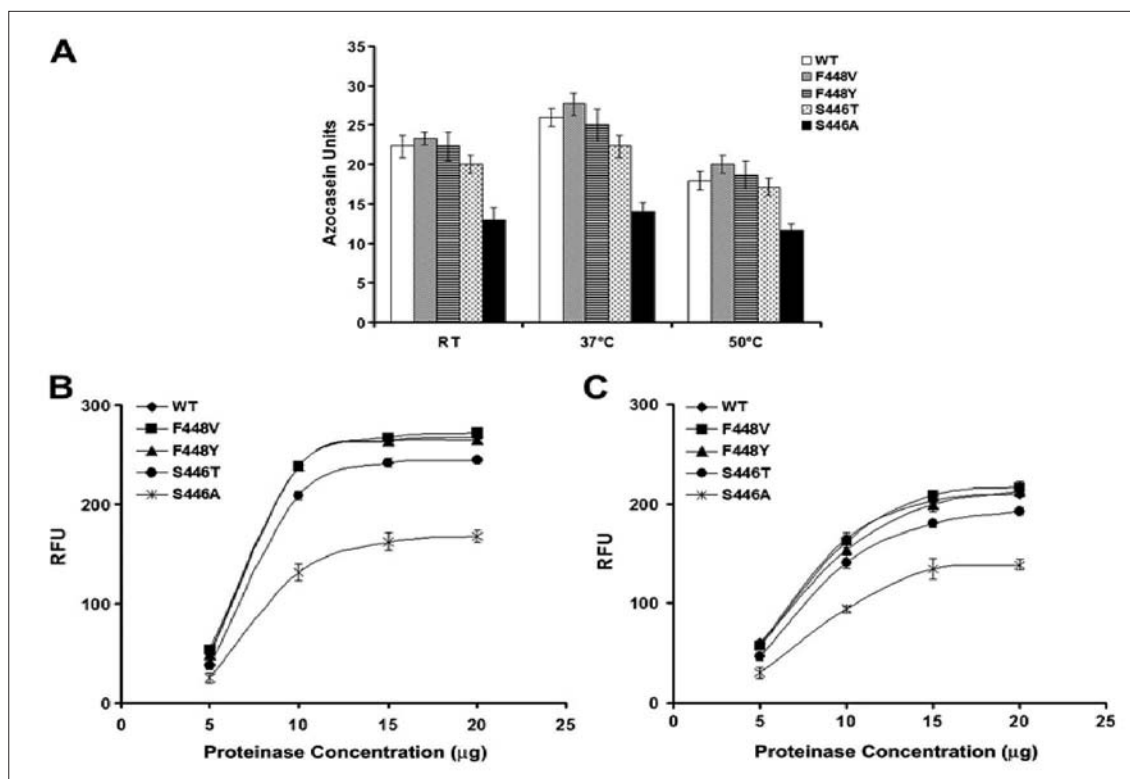 A
35
30
25
20
15
10
5
0
Azocasein Units
RT 37°C 50°C
WT
F448V
F448Y
S446T
S446A
B
300
200
100
0
RFU
WT
F448V
F448Y
S446T
S446A
0 5 10 15 20 25
Proteinase Concentration (µg)
C
300
200
100
0
RFU
WT
F448V
F448Y
S446T
S446A
0 5 10 15 20 25
Proteinase Concentration (µg)